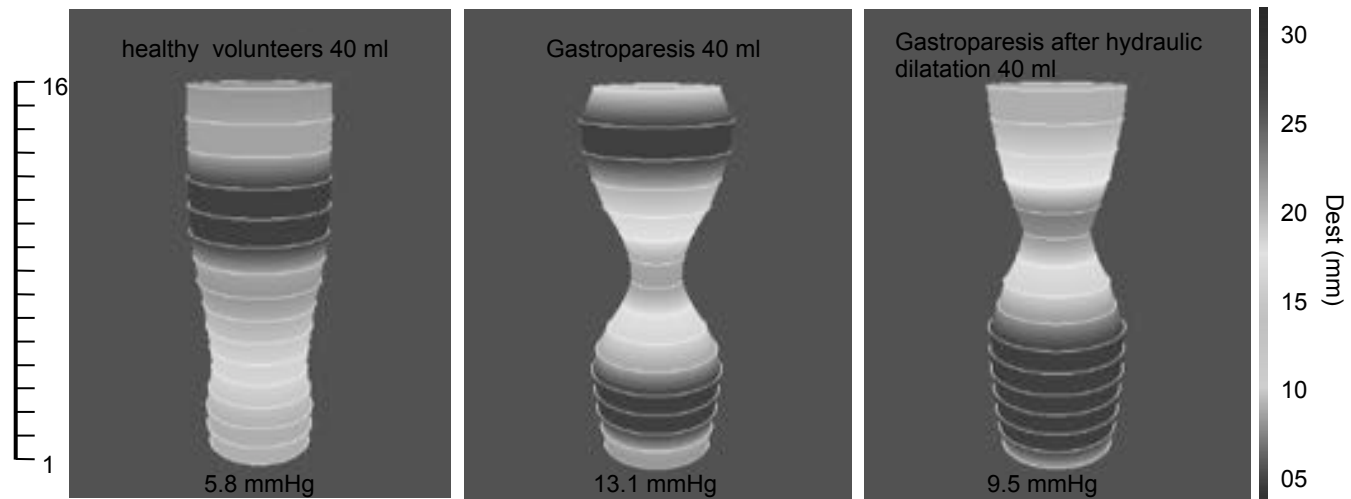 healthy volunteers 40 ml
Gastroparesis 40 ml
Gastroparesis after hydraulic
dilatation 40 ml
16
1
5.8 mmHg
13.1 mmHg
9.5 mmHg
30
25
20
15
10
05
Dest (mm)